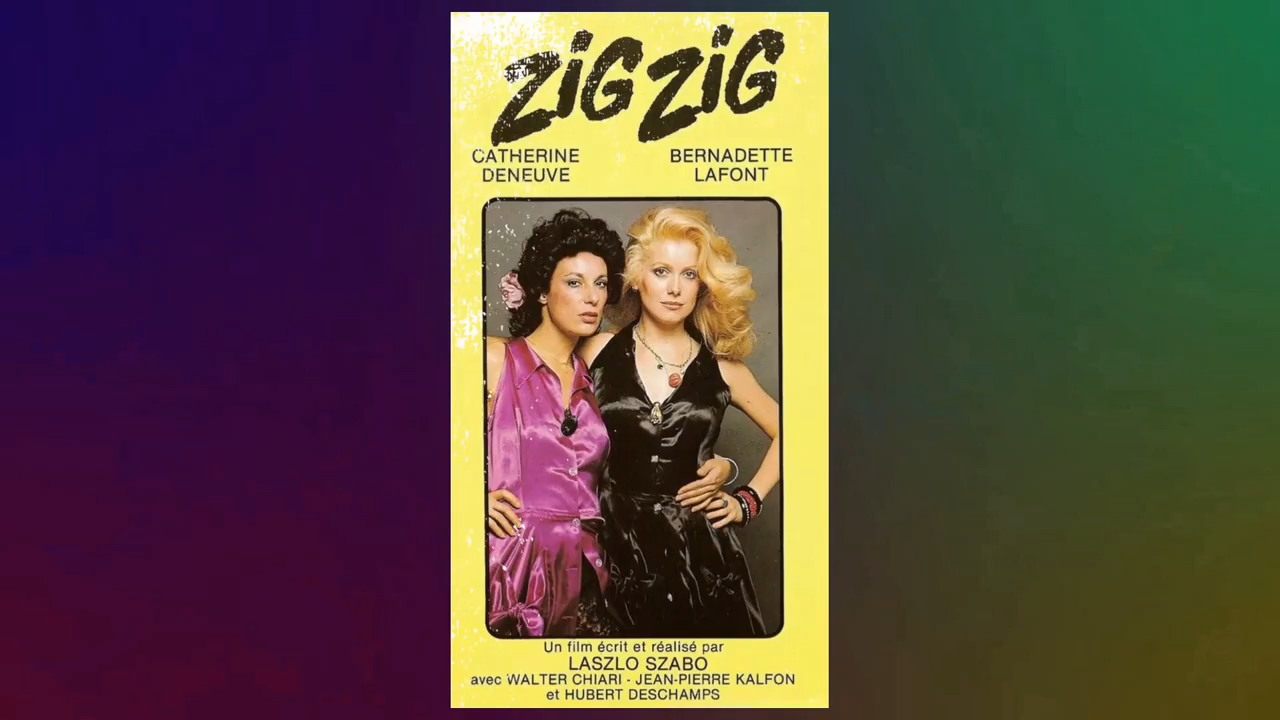 ZiG ZiG
CATHERINE DENEUVE
BERNADETTE LAFONT
Un film écrit et réalisé par
LASZLO SZABO
avec WALTER CHIARI - JEAN-PIERRE KALFON
et HUBERT DESCHAMPS